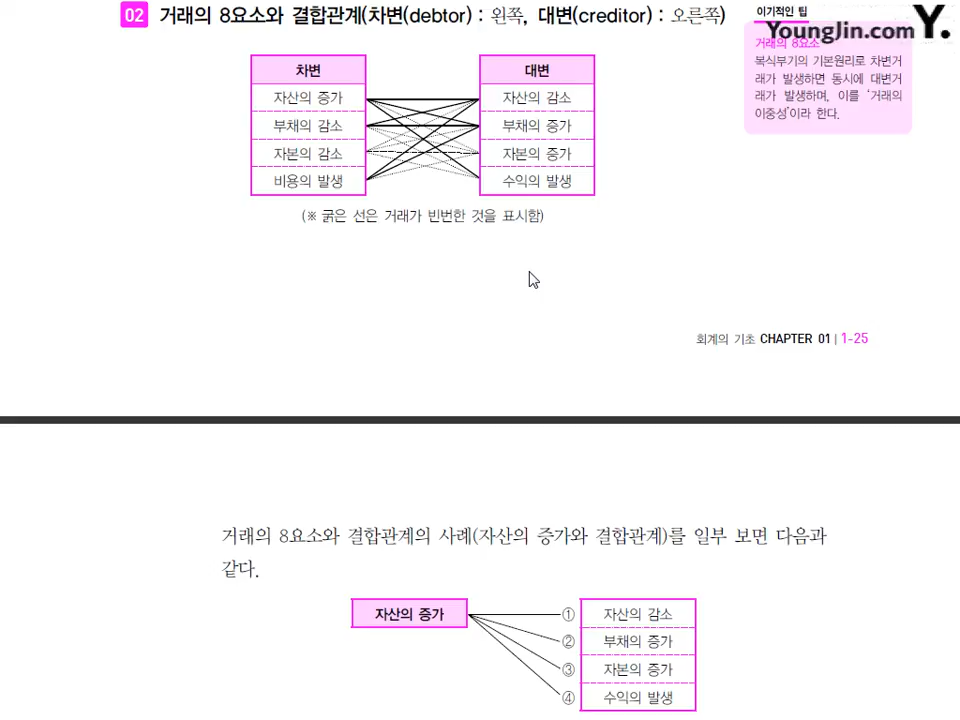 02 거래의 8요소와 결합관계(차변(debtor) : 왼쪽, 대변(creditor) : 오른쪽)
이기적인 팁
YoungJin.com Y.
거래의 8요소
복식부기의 기본원리로 차변거
래가 발생하면 동시에 대변거
래가 발생하며, 이를 '거래의
이중성'이라 한다.
차변 대변
자산의 증가 자산의 감소
부채의 감소 부채의 증가
자본의 감소 자본의 증가
비용의 발생 수익의 발생
(※ 굵은 선은 거래가 빈번한 것을 표시함)
회계의 기초 CHAPTER 01 | 1-25
거래의 8요소와 결합관계의 사례(자산의 증가와 결합관계)를 일부 보면 다음과
같다.
자산의 증가 ① 자산의 감소
② 부채의 증가
③ 자본의 증가
④ 수익의 발생